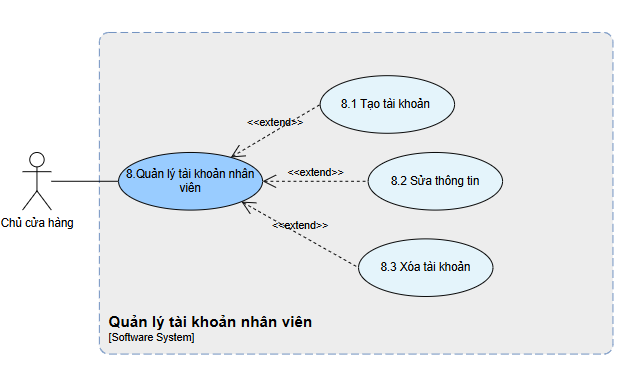 8.1 Tạo tài khoản
<<extend>>
8.Quản lý tài khoản nhân
viên
<<extend>>
8.2 Sửa thông tin
Chủ cửa hàng
<<extend>>
8.3 Xóa tài khoản
Quản lý tài khoản nhân viên
[Software System]